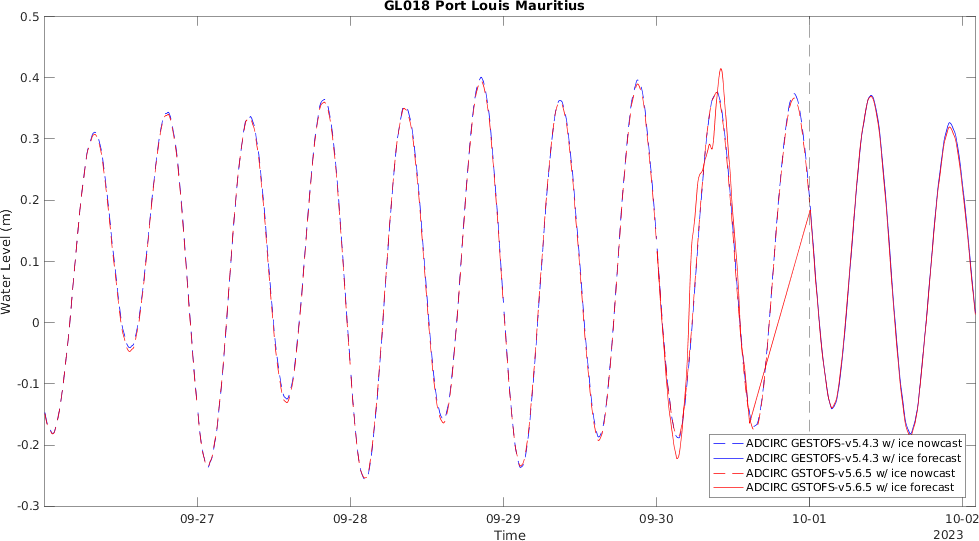 GL018 Port Louis Mauritius
0.5
0.4
0.3
0.2
0.1
0
-0.1
-0.2
-0.3
Water Level (m)
ADCIRC GESTOFS-v5.4.3 w/ ice nowcast
ADCIRC GESTOFS-v5.4.3 w/ ice forecast
ADCIRC GSTOFS-v5.6.5 w/ ice nowcast
ADCIRC GSTOFS-v5.6.5 w/ ice forecast
09-27 09-28 09-29 09-30 10-01 10-02
Time
2023